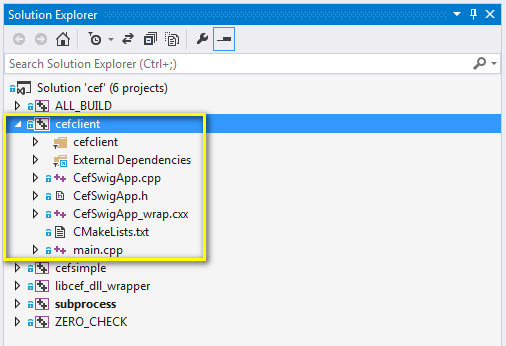 Solution Explorer
Search Solution Explorer (Ctrl+;)
Solution 'cef' (6 projects)
ALL_BUILD
cefclient
cefclient
External Dependencies
CefSwigApp.cpp
CefSwigApp.h
CefSwigApp_wrap.cxx
CMakeLists.txt
main.cpp
cefsimple
libcef_dll_wrapper
subprocess
ZERO_CHECK